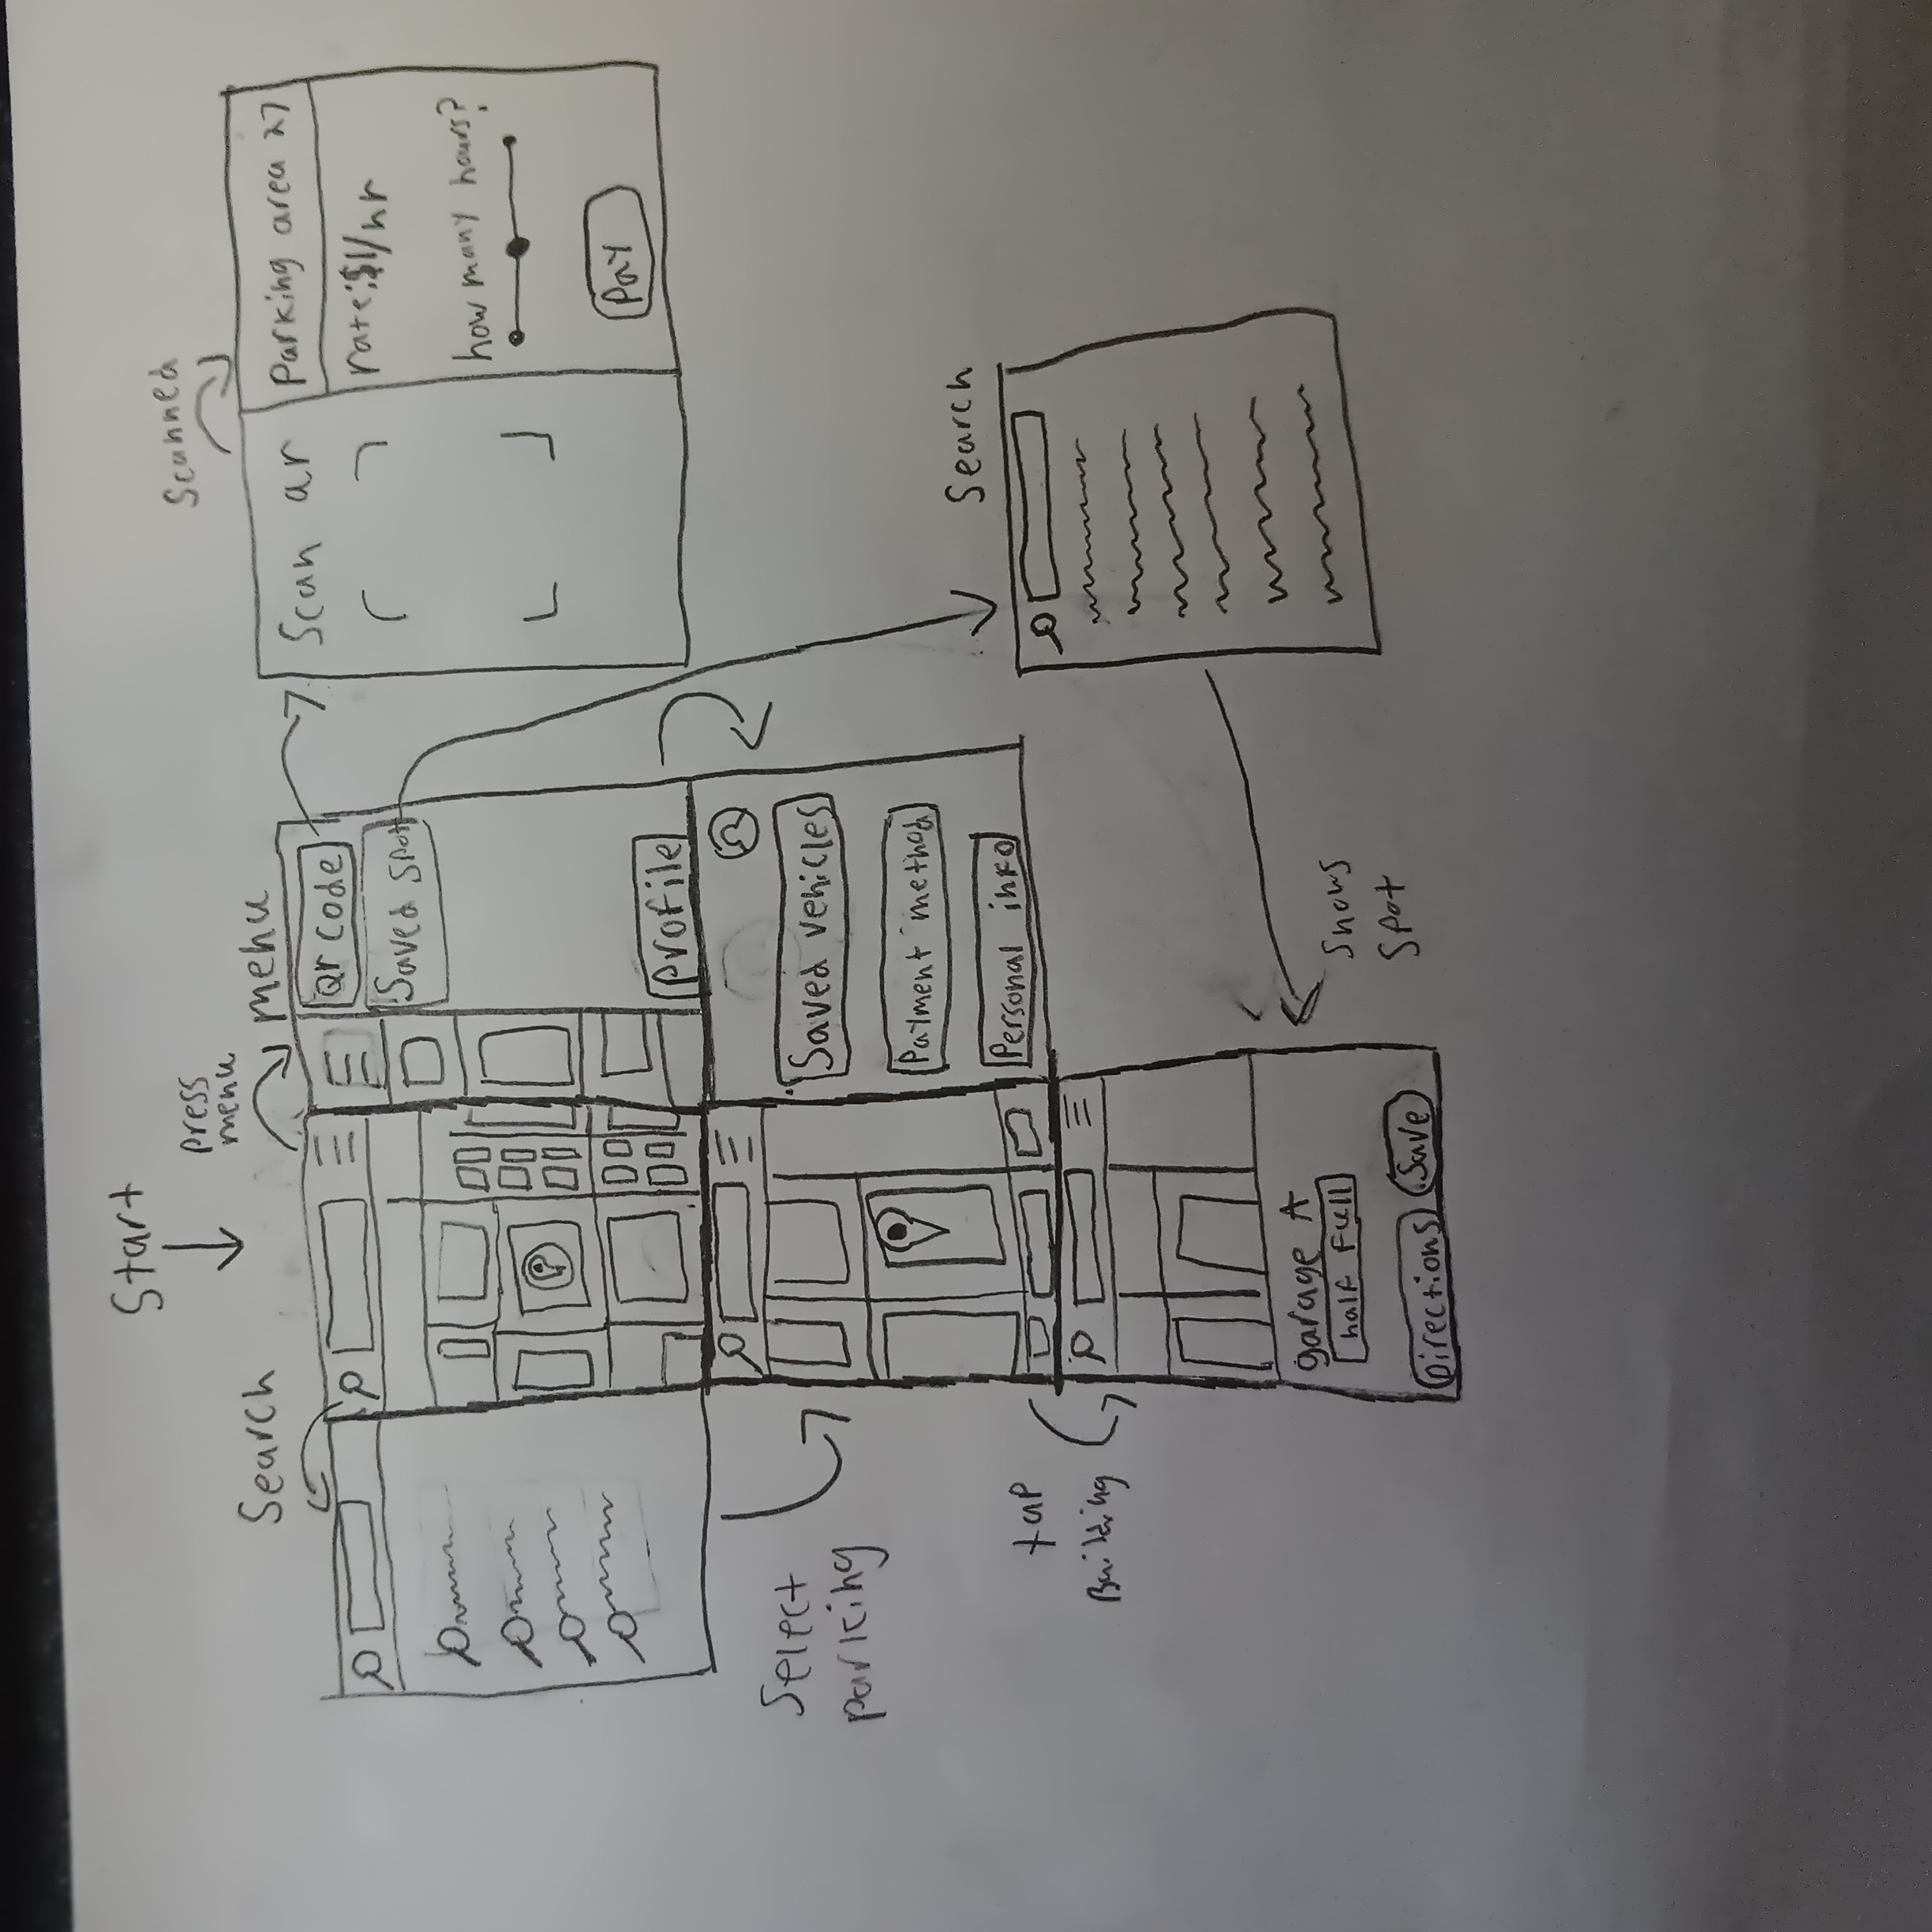 Start
press
menu
Search
menu
Scanned
Qr code
Saved spot
Profile
Scan qr
Parking area 27
rate:$1/hr
how many hours?
Pay
Select
parking
Saved vehicles
Payment method
Personal info
tap
Building
Search
garage A
half full
Directions
Save
Shows
Spot